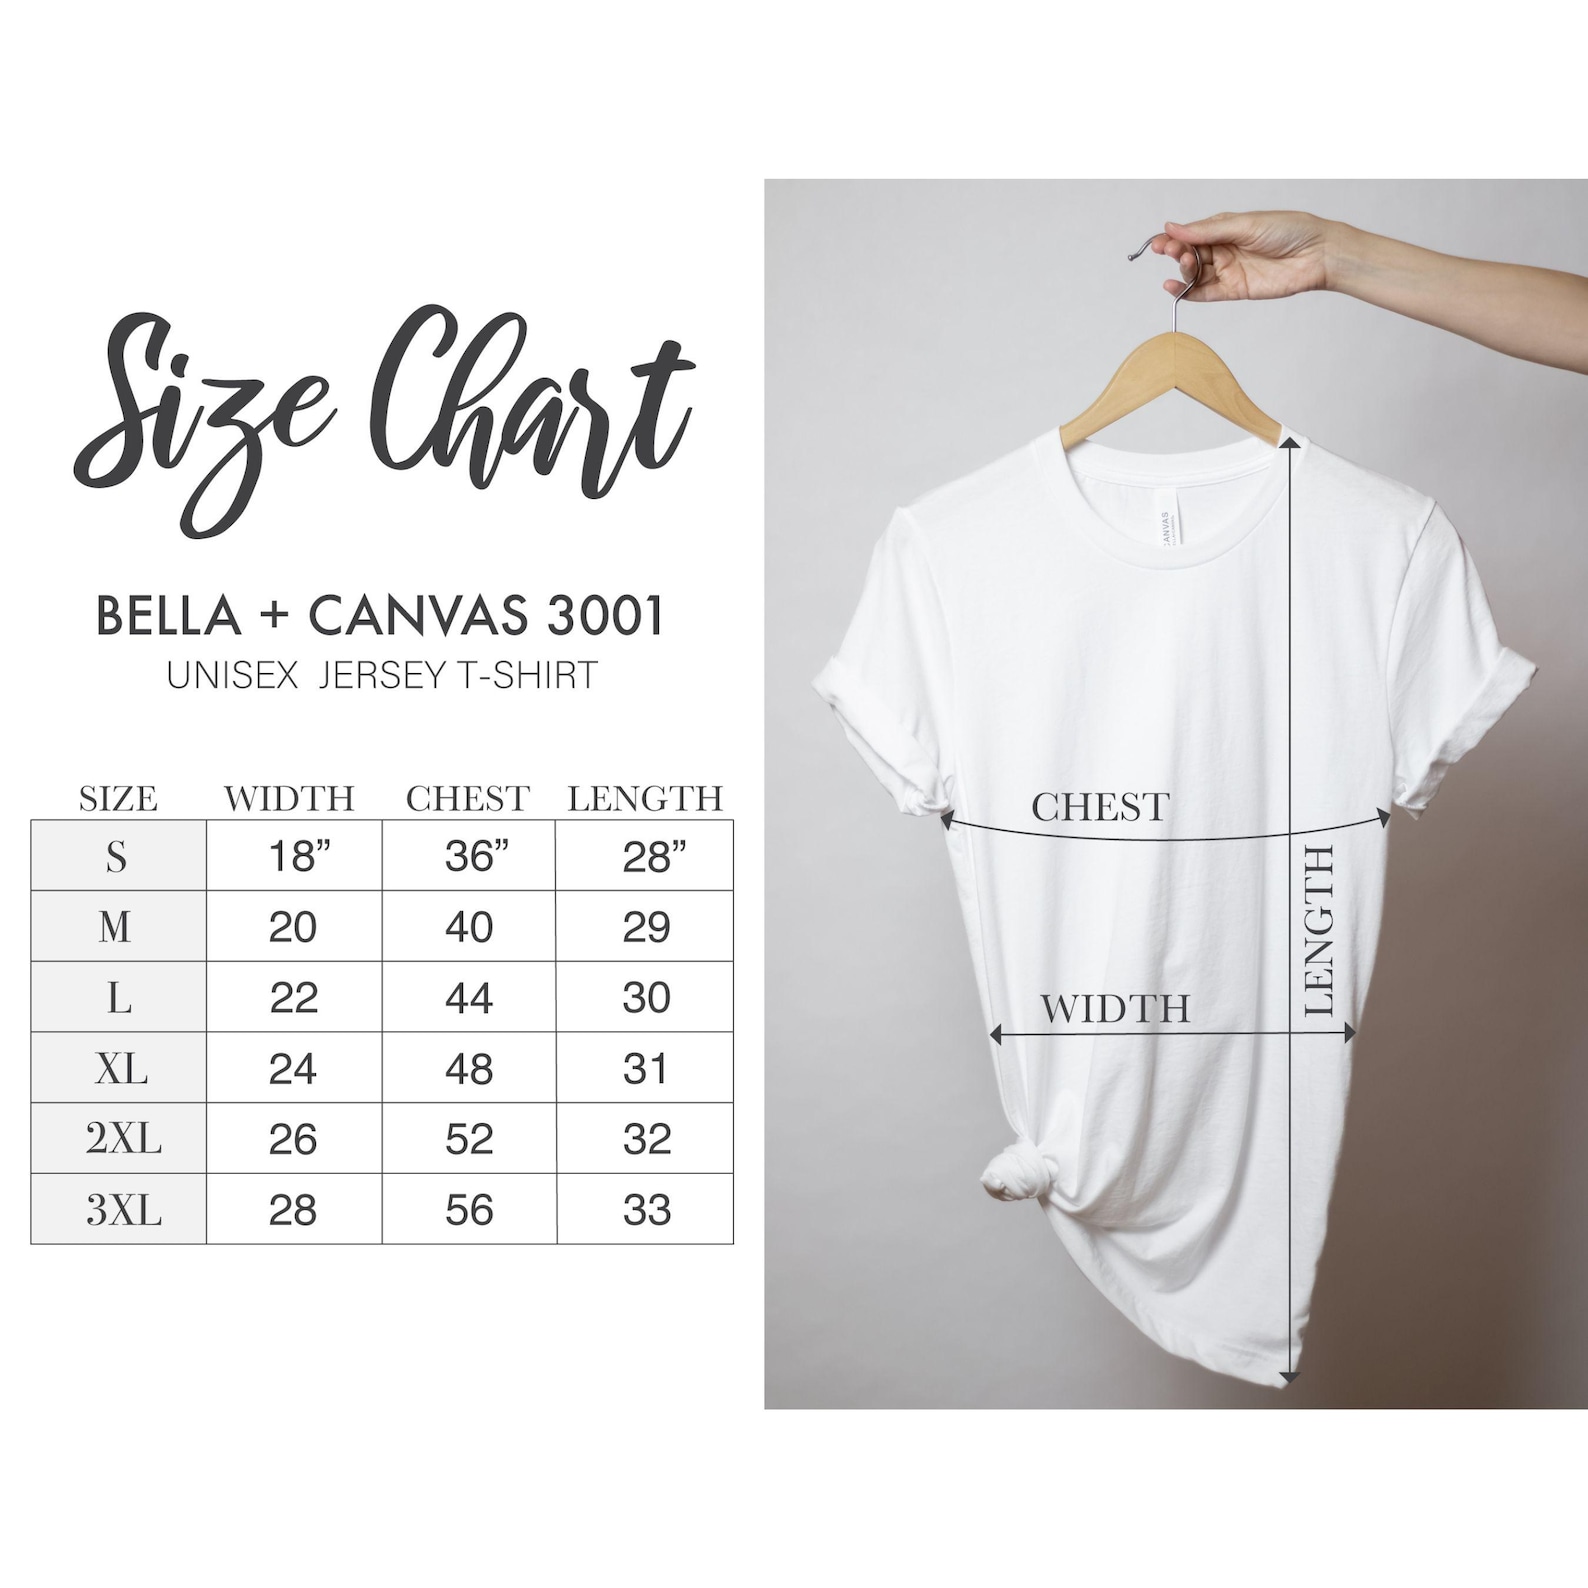 Size Chart
BELLA + CANVAS 3001
UNISEX JERSEY T-SHIRT
SIZE WIDTH CHEST LENGTH
S 18” 36” 28”
M 20 40 29
L 22 44 30
XL 24 48 31
2XL 26 52 32
3XL 28 56 33
CANVAS
CHEST
LENGTH
WIDTH